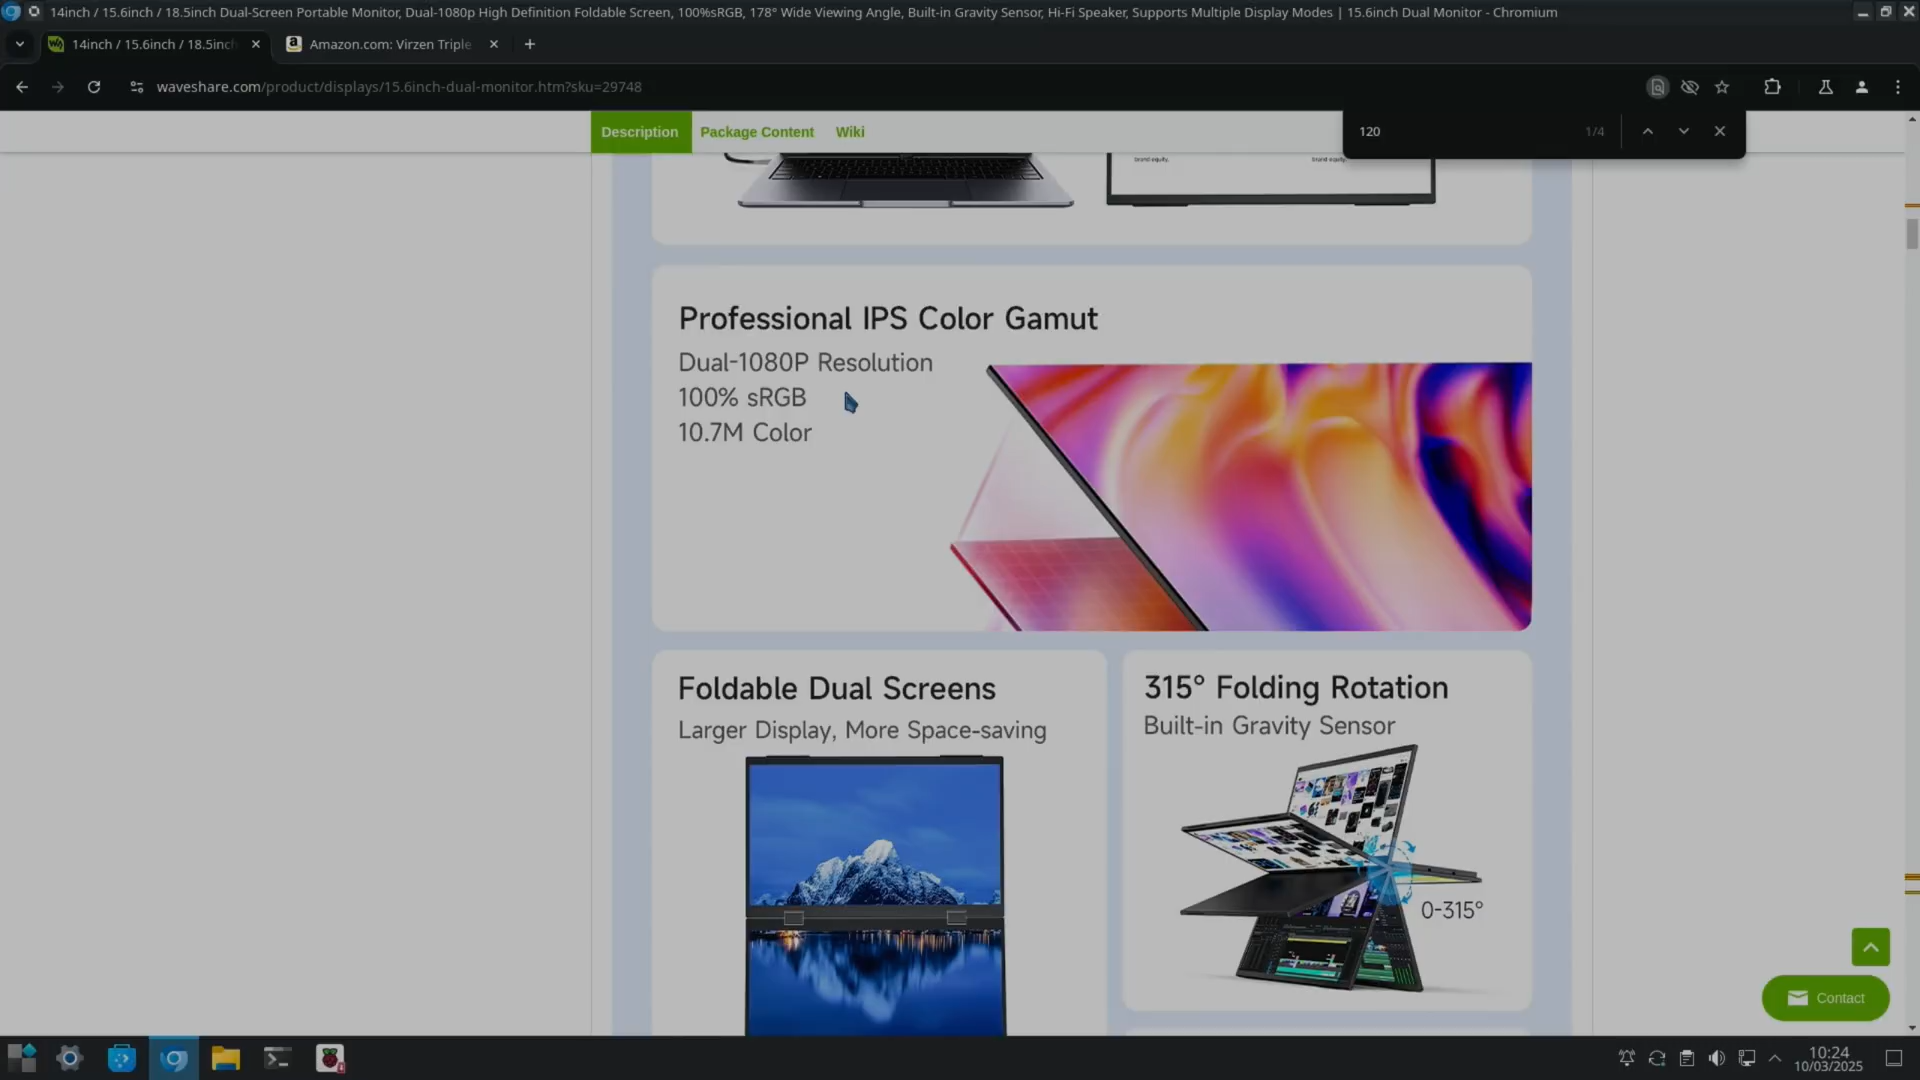 14inch / 15.6inch / 18.5inch Dual-Screen Portable Monitor, Dual-1080p High Definition Foldable Screen, 100%sRGB, 178° Wide Viewing Angle, Built-in Gravity Sensor, Hi-Fi Speaker, Supports Multiple Display Modes | 15.6inch Dual Monitor - Chromium
14inch / 15.6inch / 18.5incl
Amazon.com: Virzen Triple
waveshare.com/product/displays/15.6inch-dual-monitor.htm?sku=29748
Description
Package Content
Wiki
120
1/4
brand equity.
brand equity.
Professional IPS Color Gamut
Dual-1080P Resolution
100% sRGB
10.7M Color
Foldable Dual Screens
Larger Display, More Space-saving
315° Folding Rotation
Built-in Gravity Sensor
0-315°
Contact
10:24
10/03/2025